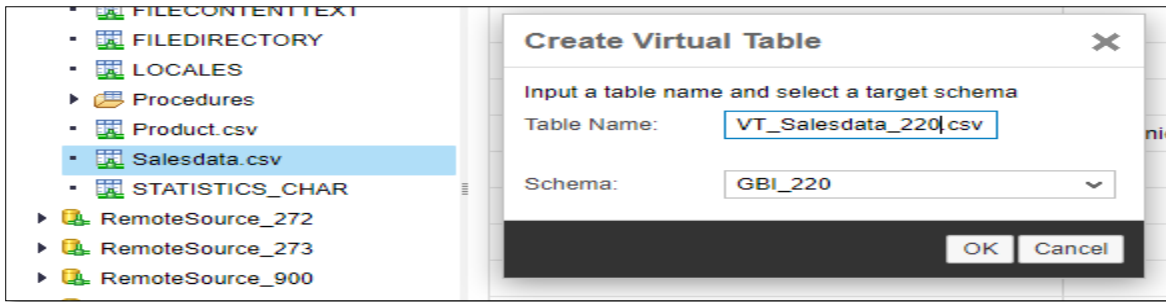 FILECONTENTTEXT
FILEDIRECTORY
LOCALES
Procedures
Product.csv
Salesdata.csv
STATISTICS_CHAR
RemoteSource_272
RemoteSource_273
RemoteSource_900
Create Virtual Table
Input a table name and select a target schema
Table Name: VT_Salesdata_220.csv
Schema: GBI_220
OK Cancel